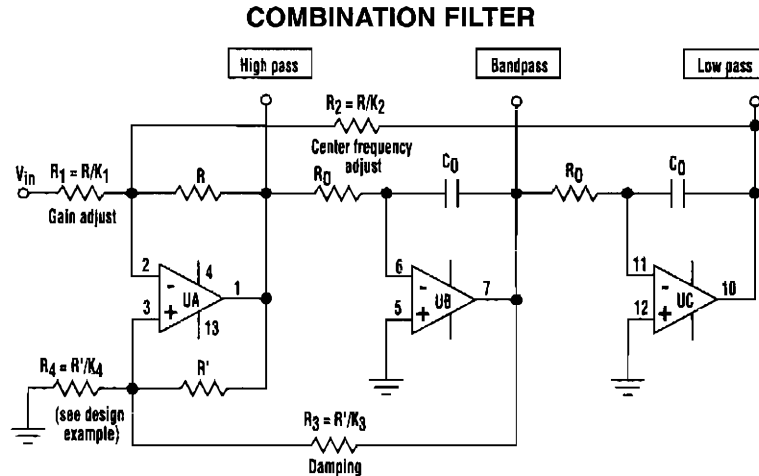 COMBINATION FILTER
High pass
Bandpass
Low pass
R2 = R/K2
Center frequency
adjust
Vin
R1 = R/K1
Gain adjust
R
R0
C0
R0
C0
2
4
1
3
13
UA
-
+
6
5
7
UB
-
+
11
12
10
UC
-
+
R4 = R'/K4
(see design
example)
R'
R3 = R'/K3
Damping